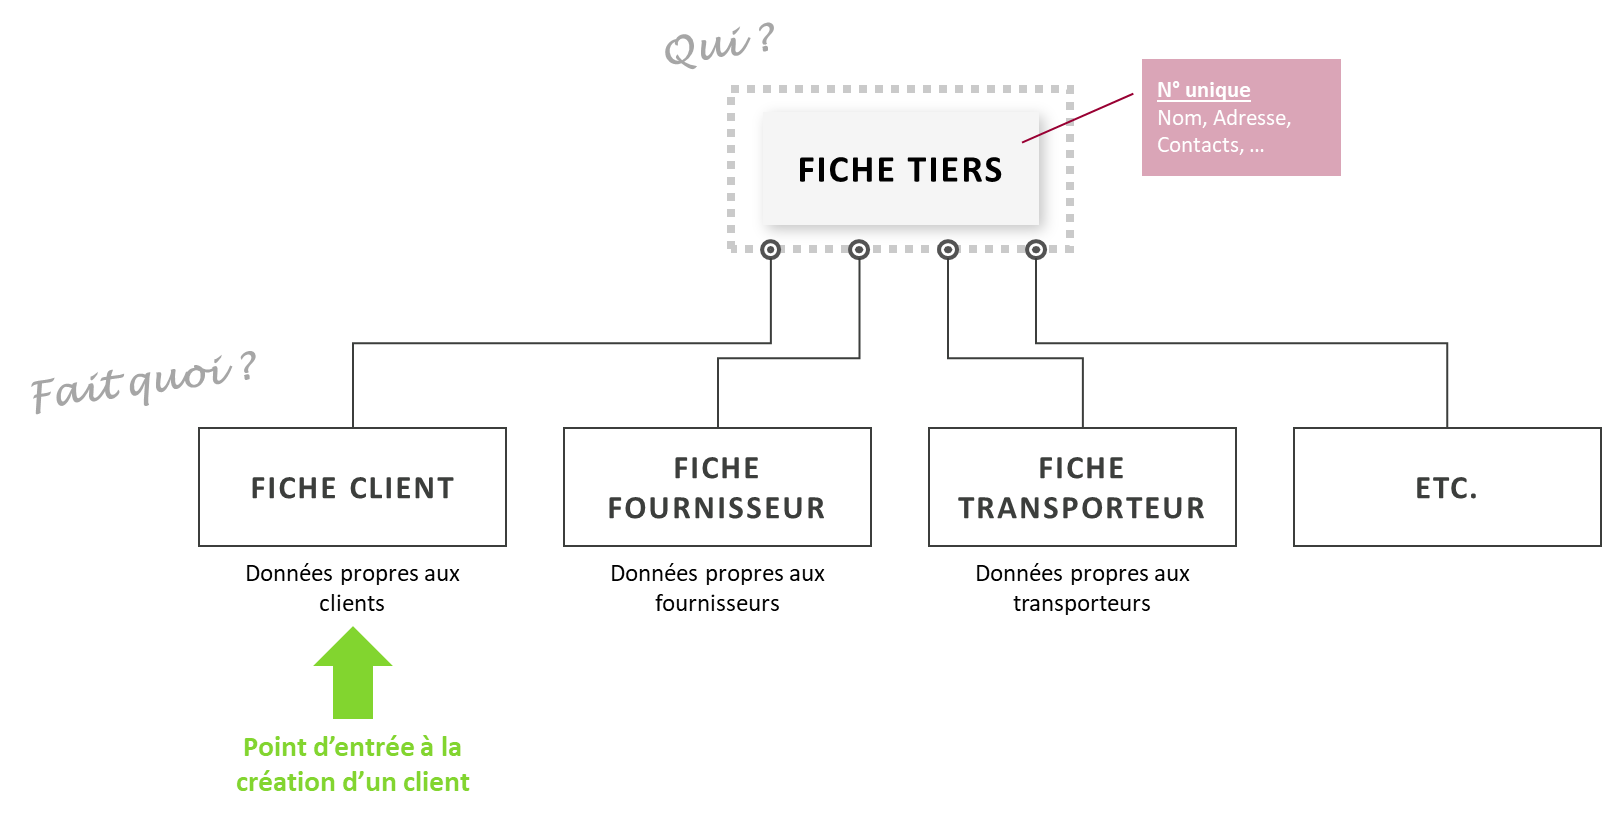 Qui ?
N° unique
Nom, Adresse,
Contacts, ...
FICHE TIERS
Fait quoi ?
FICHE CLIENT
FICHE
FOURNISSEUR
FICHE
TRANSPORTEUR
ETC.
Données propres aux
clients
Données propres aux
fournisseurs
Données propres aux
transporteurs
Point d’entrée à la
création d’un client